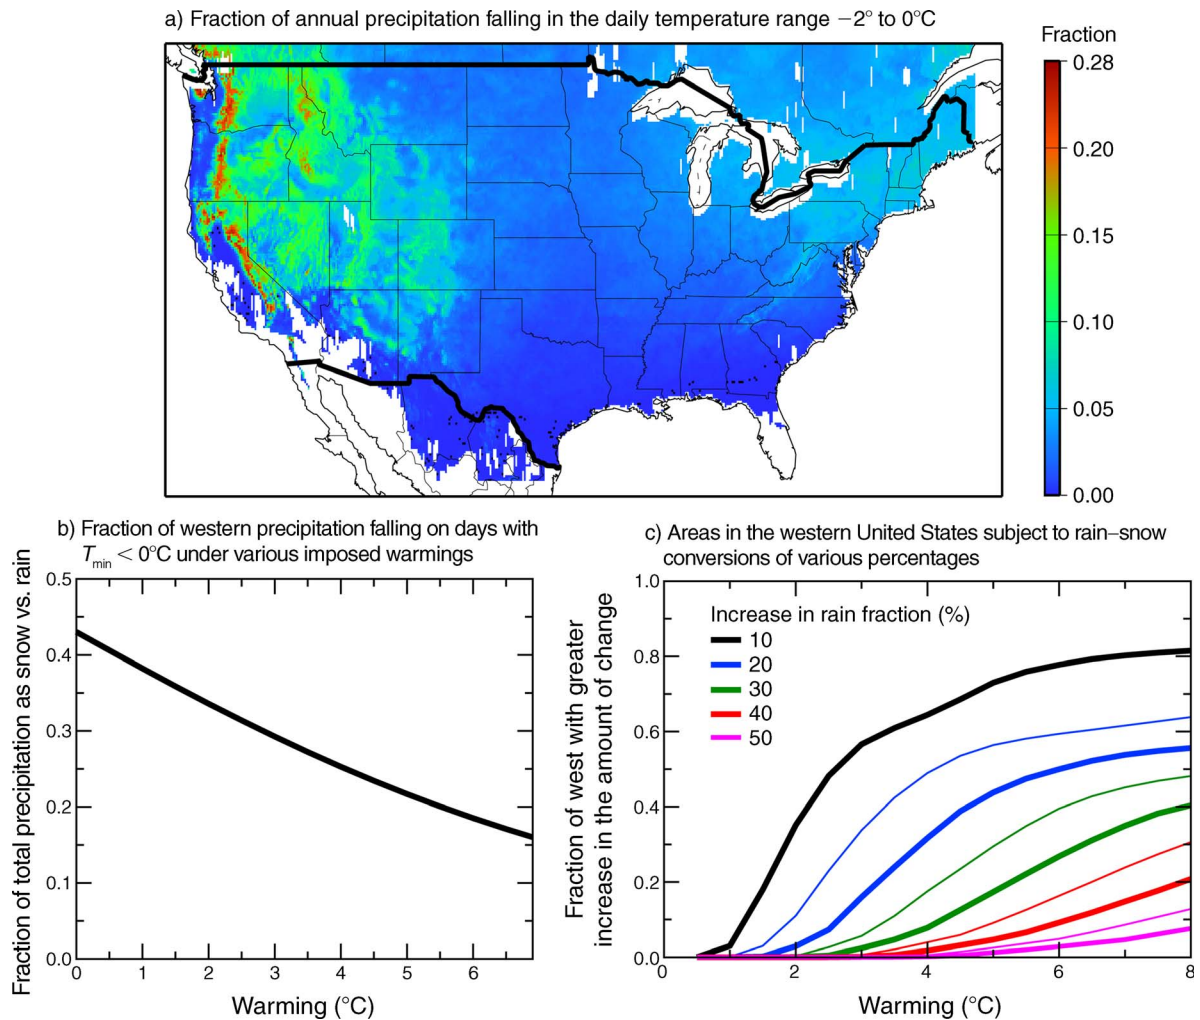 a) Fraction of annual precipitation falling in the daily temperature range −2° to 0°C
Fraction
0.28
0.20
0.15
0.10
0.05
0.00
b) Fraction of western precipitation falling on days with
Tmin < 0°C under various imposed warmings
Fraction of total precipitation as snow vs. rain
0.5
0.4
0.3
0.2
0.1
0.0
0 1 2 3 4 5 6
Warming (°C)
c) Areas in the western United States subject to rain–snow
conversions of various percentages
Fraction of west with greater
increase in the amount of change
1.0
0.8
0.6
0.4
0.2
0.0
Increase in rain fraction (%)
10
20
30
40
50
0 2 4 6 8
Warming (°C)